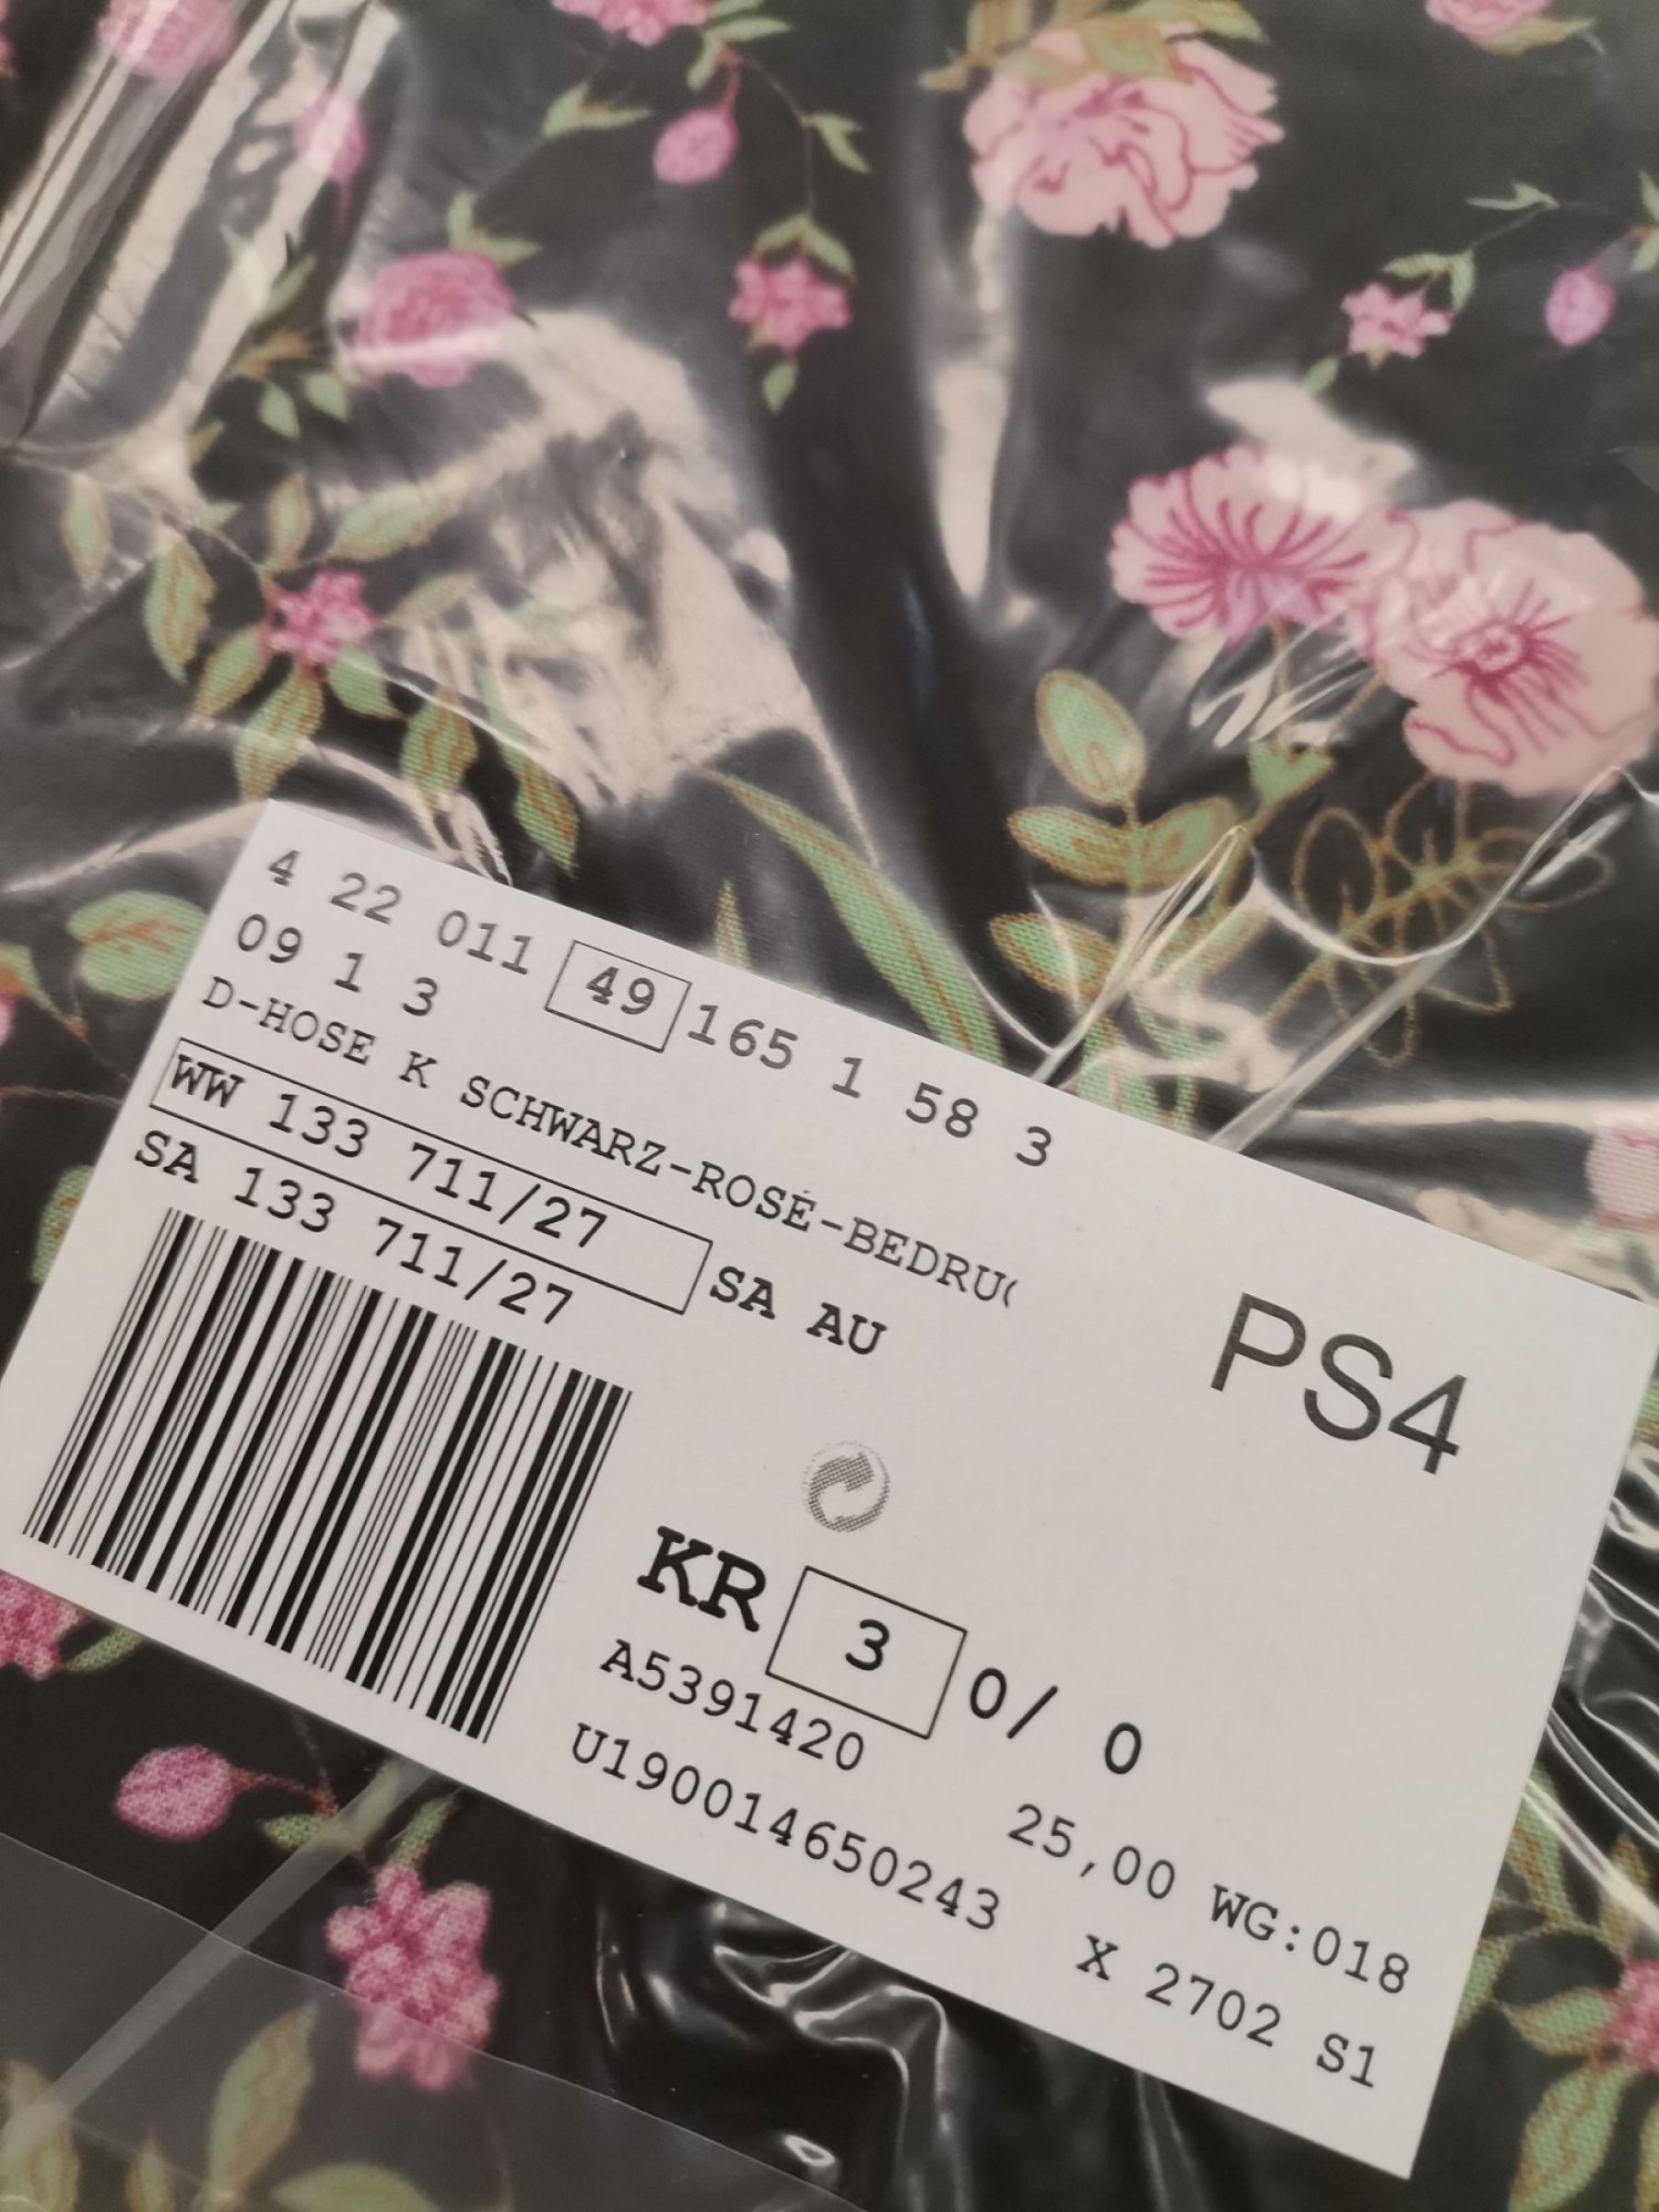 4 22 011 49 165 1 58 3
09 1 3
D-HOSE K SCHWARZ-ROSÉ-BEDRU
WW 133 711/27 SA AU
SA 133 711/27
PS4
KR 3 0/ 0
A5391420 25,00 WG:018
U190014650243 X 2702 S1